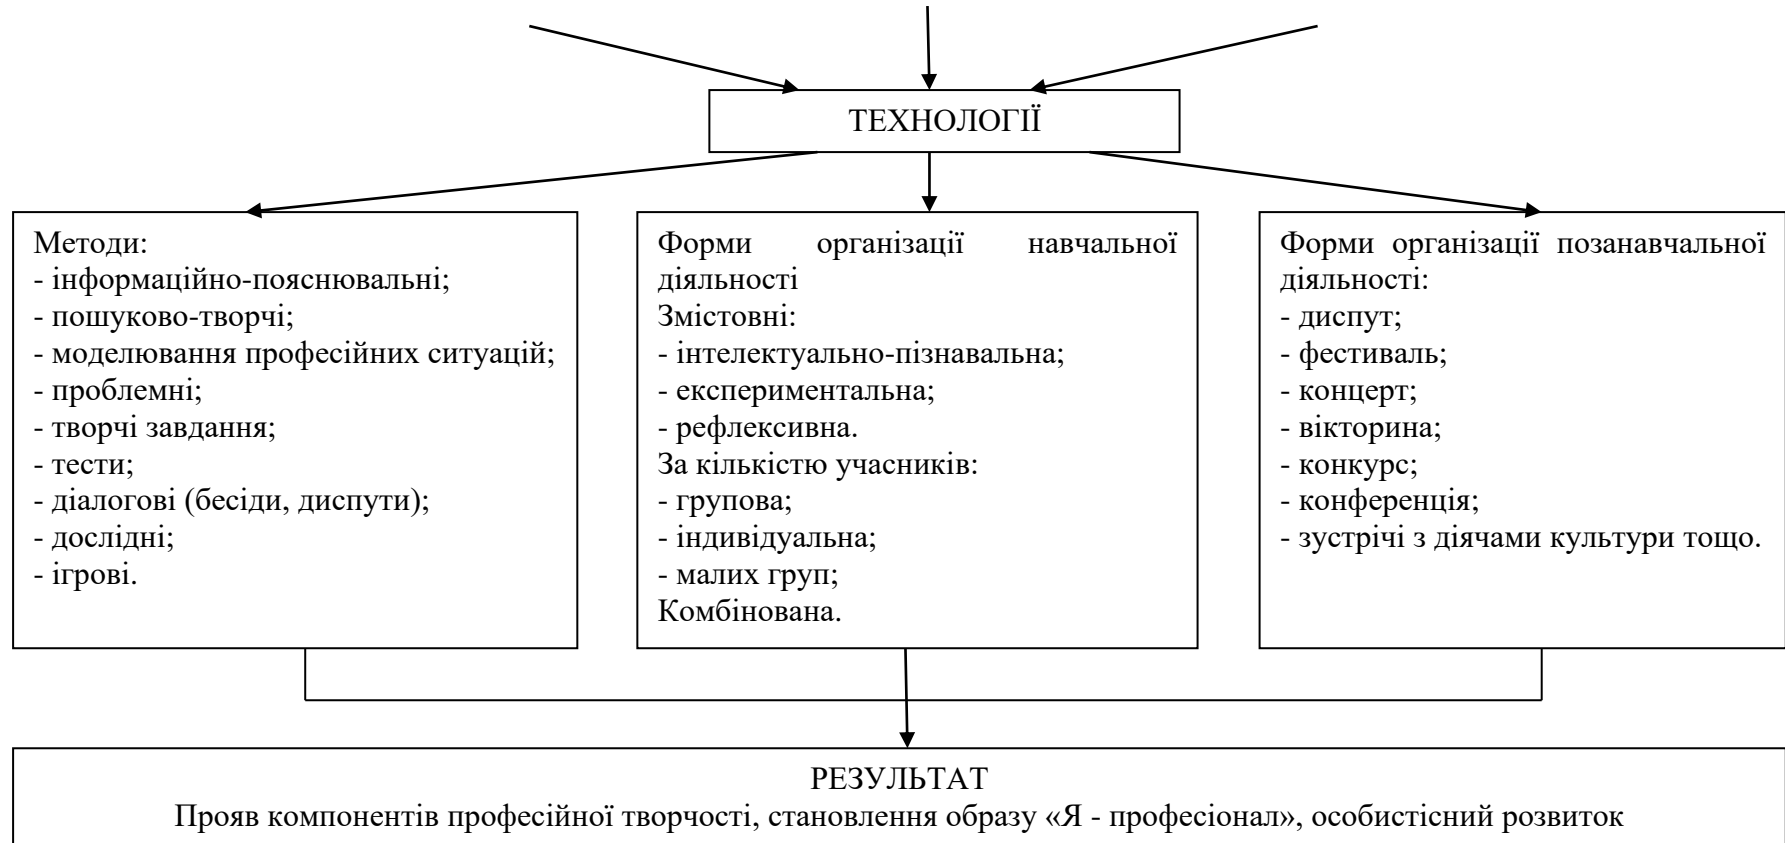 ТЕХНОЛОГІЇ
Методи:
- інформаційно-пояснювальні;
- пошуково-творчі;
- моделювання професійних ситуацій;
- проблемні;
- творчі завдання;
- тести;
- діалогові (бесіди, диспути);
- дослідні;
- ігрові.
Форми організації навчальної
діяльності
Змістовні:
- інтелектуально-пізнавальна;
- експериментальна;
- рефлексивна.
За кількістю учасників:
- групова;
- індивідуальна;
- малих груп;
Комбінована.
Форми організації позанавчальної
діяльності:
- диспут;
- фестиваль;
- концерт;
- вікторина;
- конкурс;
- конференція;
- зустрічі з діячами культури тощо.
РЕЗУЛЬТАТ
Прояв компонентів професійної творчості, становлення образу «Я - професіонал», особистісний розвиток